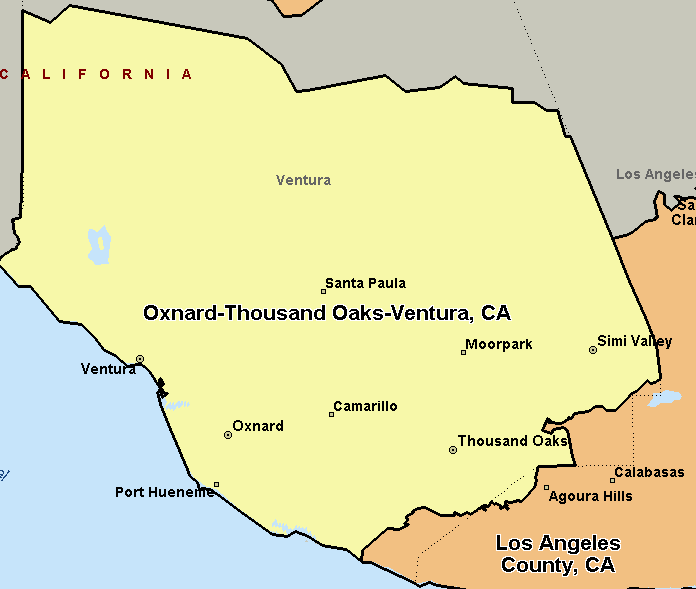 CALIFORNIA
Ventura
Los Angeles
Santa Paula
Oxnard-Thousand Oaks-Ventura, CA
Simi Valley
Moorpark
Ventura
Camarillo
Oxnard
Thousand Oaks
Calabasas
Port Hueneme
Agoura Hills
Los Angeles
County, CA